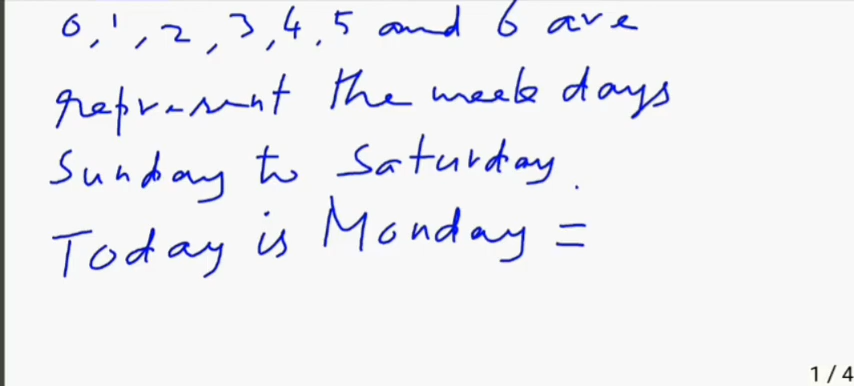 0, 1, 2, 3, 4, 5 and 6 are
represent the week days
Sunday to Saturday.
Today is Monday =
1 / 4